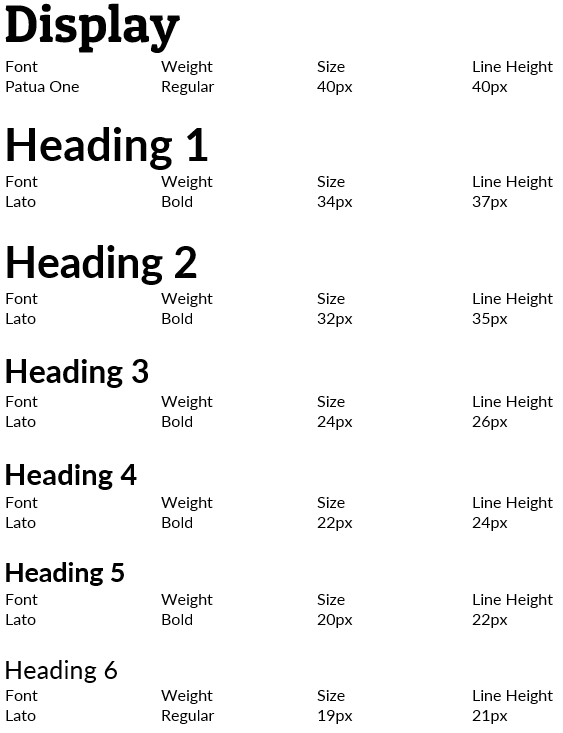 Display
Font Weight Size Line Height
Patua One Regular 40px 40px
Heading 1
Font Weight Size Line Height
Lato Bold 34px 37px
Heading 2
Font Weight Size Line Height
Lato Bold 32px 35px
Heading 3
Font Weight Size Line Height
Lato Bold 24px 26px
Heading 4
Font Weight Size Line Height
Lato Bold 22px 24px
Heading 5
Font Weight Size Line Height
Lato Bold 20px 22px
Heading 6
Font Weight Size Line Height
Lato Regular 19px 21px